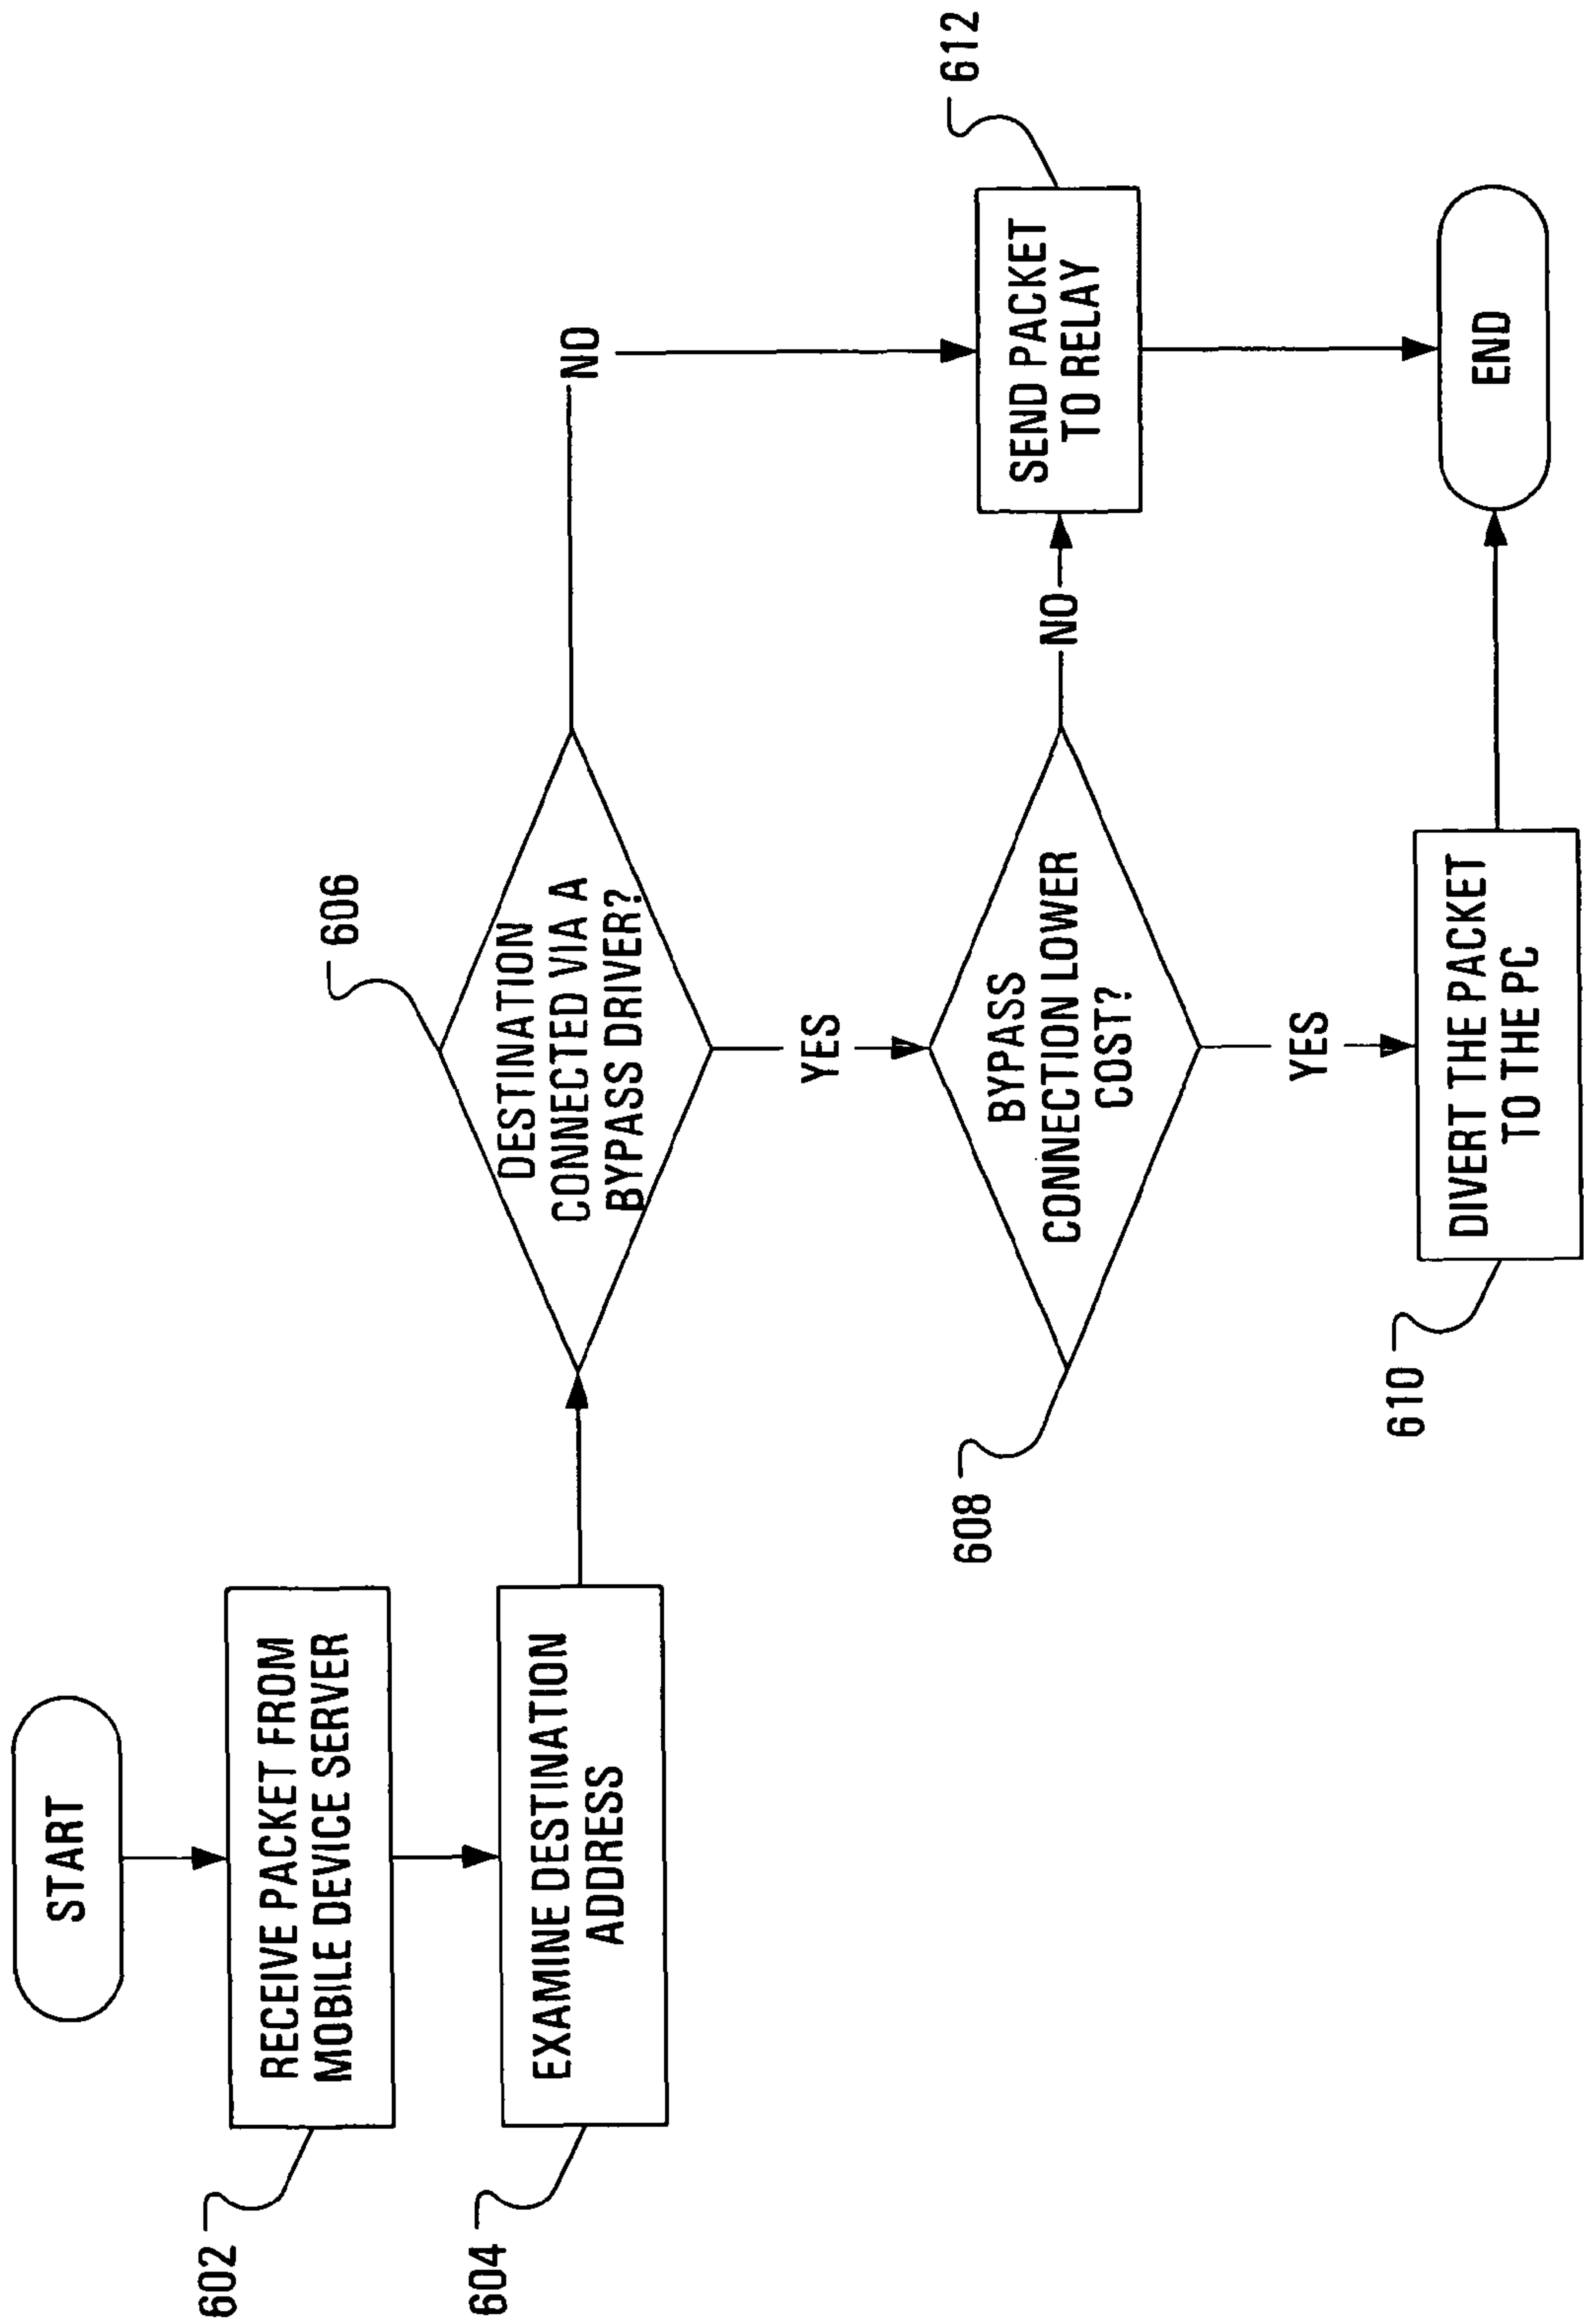 START
602
RECEIVE PACKET FROM
MOBILE DEVICE SERVER
604
EXAMINE DESTINATION
ADDRESS
606
DESTINATION
CONNECTED VIA A
BYPASS DRIVER?
NO
YES
608
BYPASS
CONNECTION LOWER
COST?
NO
612
SEND PACKET
TO RELAY
YES
610
DIVERT THE PACKET
TO THE PC
END